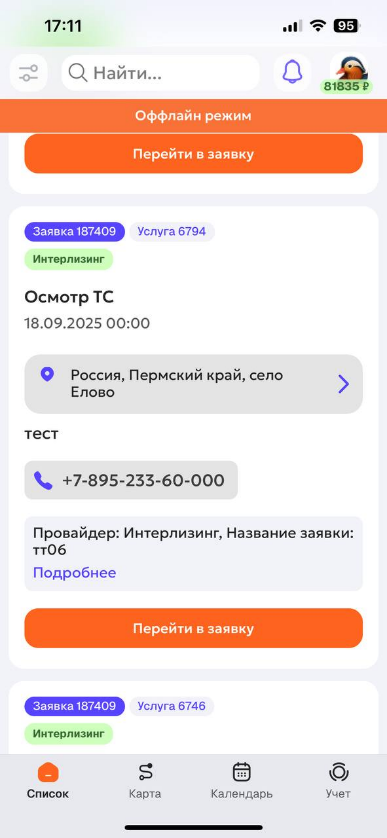 17:11
95
Найти...
81835 ₽
Оффлайн режим
Перейти в заявку
Заявка 187409
Услуга 6794
Интерлизинг
Осмотр ТС
18.09.2025 00:00
Россия, Пермский край, село
Елово
тест
+7-895-233-60-000
Провайдер: Интерлизинг, Название заявки:
тт06
Подробнее
Перейти в заявку
Заявка 187409
Услуга 6746
Интерлизинг
Список
Карта
Календарь
Учет